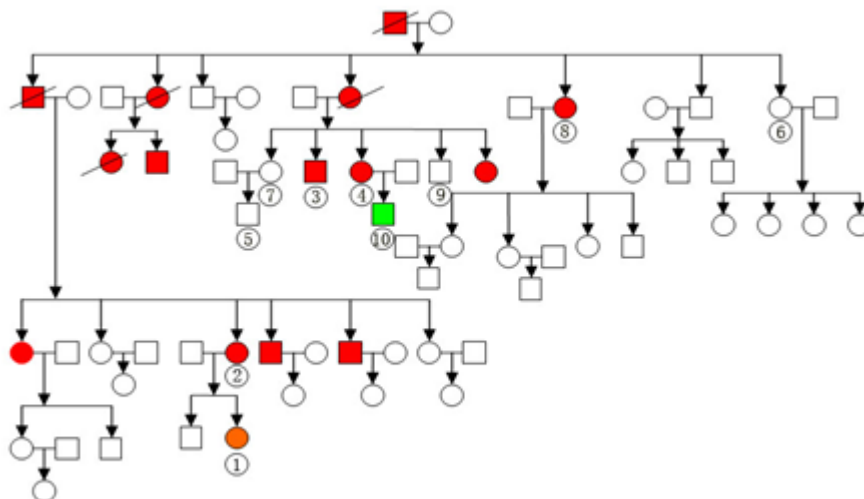 ⑧ ⑥
⑦ ③ ④ ⑨
⑤ ⑩
②
①